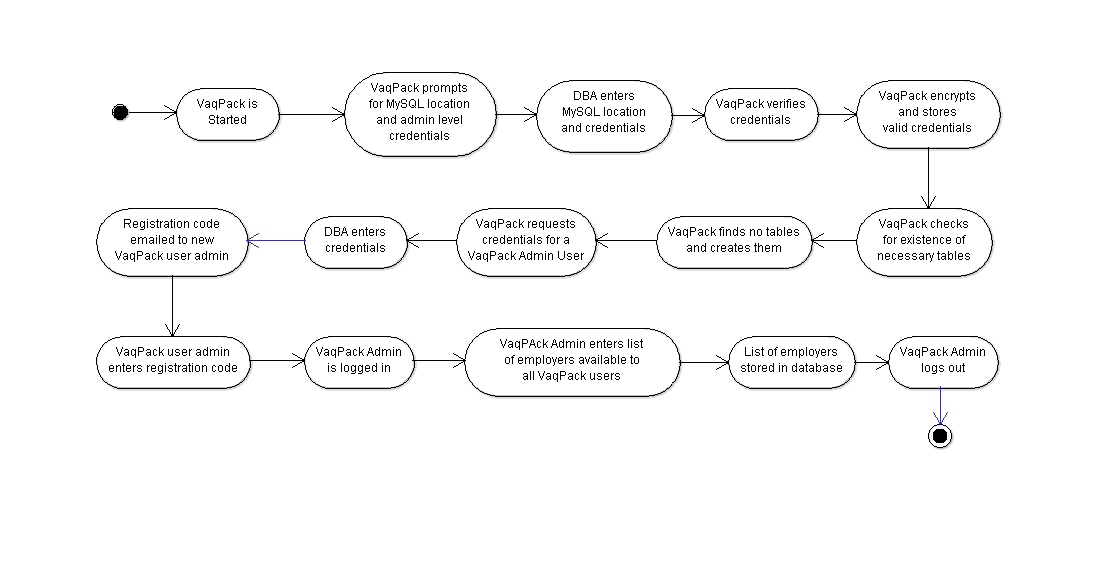 VaqPack is
Started
VaqPack prompts
for MySQL location
and admin level
credentials
DBA enters
MySQL location
and credentials
VaqPack verifies
credentials
VaqPack encrypts
and stores
valid credentials
VaqPack checks
for existence of
necessary tables
VaqPack finds no tables
and creates them
VaqPack requests
credentials for a
VaqPack Admin User
DBA enters
credentials
Registration code
emailed to new
VaqPack user admin
VaqPack user admin
enters registration code
VaqPack Admin
is logged in
VaqPAck Admin enters list
of employers available to
all VaqPack users
List of employers
stored in database
VaqPack Admin
logs out